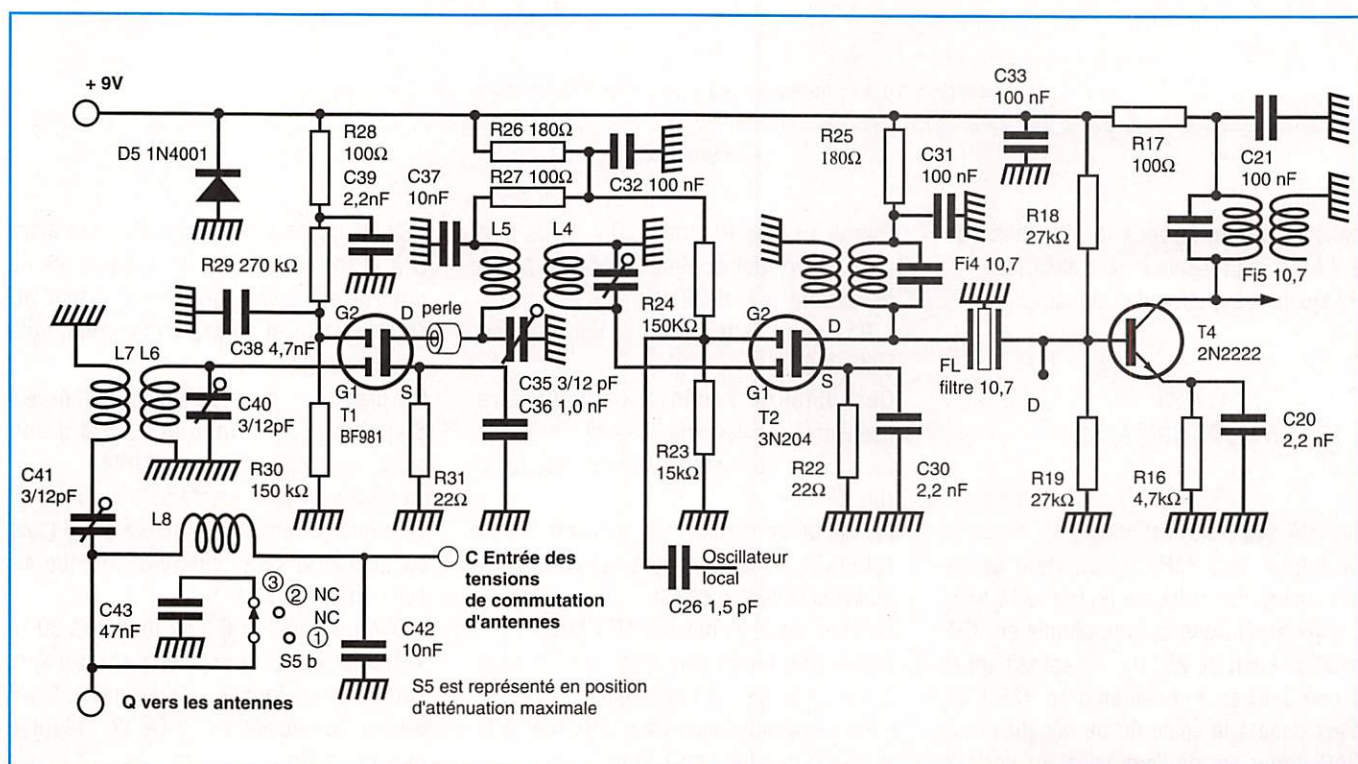 + 9V
D5 1N4001
R28
100Ω
C39
2,2nF
R29 270 kΩ
C38 4,7nF
C37
10nF
R26 180Ω
R27 100Ω
C32 100 nF
L5
L4
perle
G2
D
G1
S
T1
BF981
L7 L6
C40
3/12pF
R30
150 kΩ
R31
22Ω
C35 3/12 pF
C36 1,0 nF
R24
150KΩ
R23
15kΩ
G2
D
G1
S
T2
3N204
R22
22Ω
C30
2,2 nF
R25
180Ω
C31
100 nF
Fi4 10,7
FL
filtre 10,7
C33
100 nF
R18
27kΩ
R17
100Ω
C21
100 nF
Fi5 10,7
T4
2N2222
D
R19
27kΩ
R16
4,7kΩ
C20
2,2 nF
C41
3/12pF
L8
C43
47nF
③
② NC
NC
①
S5 b
C Entrée des
tensions
de commutation
d'antennes
C42
10nF
Oscillateur
local
C26 1,5 pF
Q vers les antennes
S5 est représenté en position
d'atténuation maximale